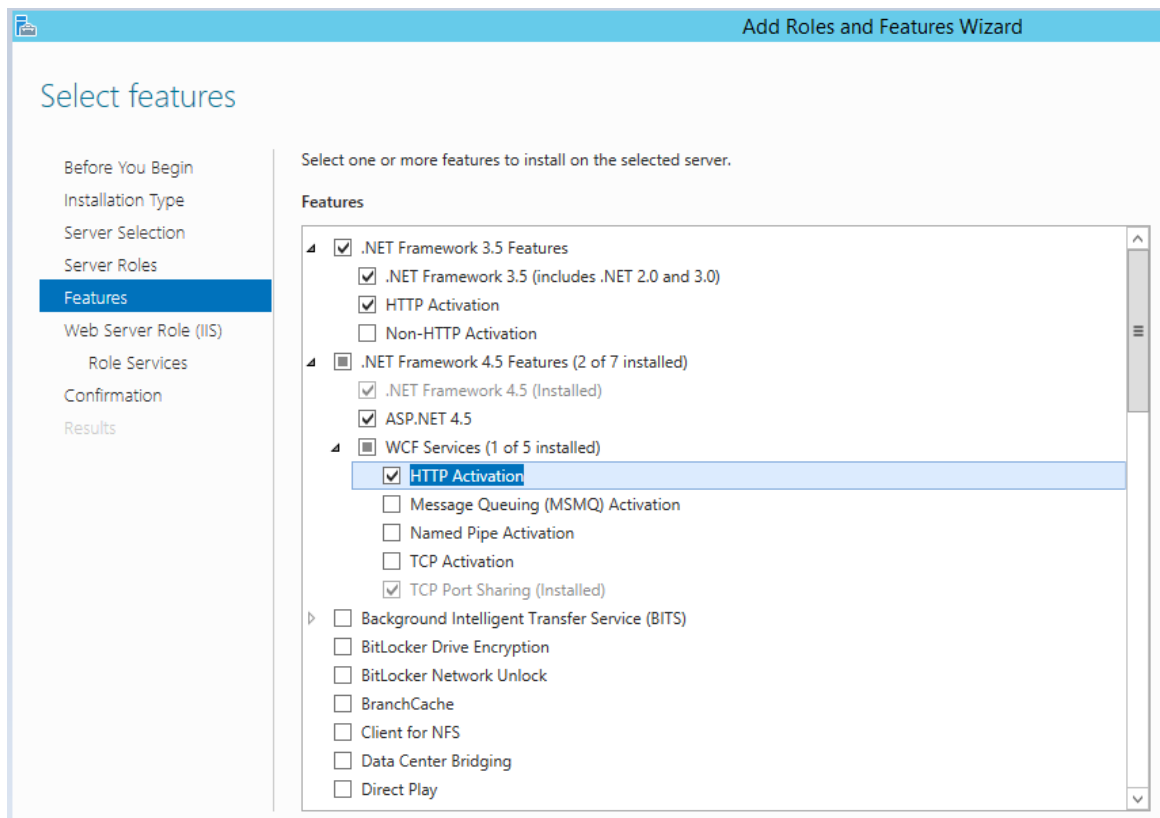 Add Roles and Features Wizard
Select features
Before You Begin
Installation Type
Server Selection
Server Roles
Features
Web Server Role (IIS)
Role Services
Confirmation
Results
Select one or more features to install on the selected server.
Features
.NET Framework 3.5 Features
.NET Framework 3.5 (includes .NET 2.0 and 3.0)
HTTP Activation
Non-HTTP Activation
.NET Framework 4.5 Features (2 of 7 installed)
.NET Framework 4.5 (Installed)
ASP.NET 4.5
WCF Services (1 of 5 installed)
HTTP Activation
Message Queuing (MSMQ) Activation
Named Pipe Activation
TCP Activation
TCP Port Sharing (Installed)
Background Intelligent Transfer Service (BITS)
BitLocker Drive Encryption
BitLocker Network Unlock
BranchCache
Client for NFS
Data Center Bridging
Direct Play